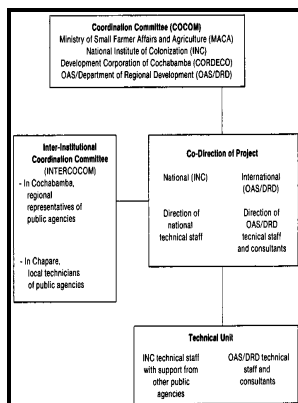 Coordination Committee (COCOM)
Ministry of Small Farmer Affairs and Agriculture (MACA)
National Institute of Colonization (INC)
Development Corporation of Cochabamba (CORDECO)
OAS/Department of Regional Development (OAS/DRD)
Inter-Institutional
Coordination Committee
(INTERCOCOM)
- In Cochabamba,
regional
representatives of
public agencies
- In Chapare,
local technicians
of public agencies
Co-Direction of Project
National (INC)
International
(OAS/DRD)
Direction of
national
technical staff
Direction of
OAS/DRD
tecnical staff
and consultants
Technical Unit
INC technical staff
with support from
other public
agencies
OAS/DRD technical
staff and
consultants